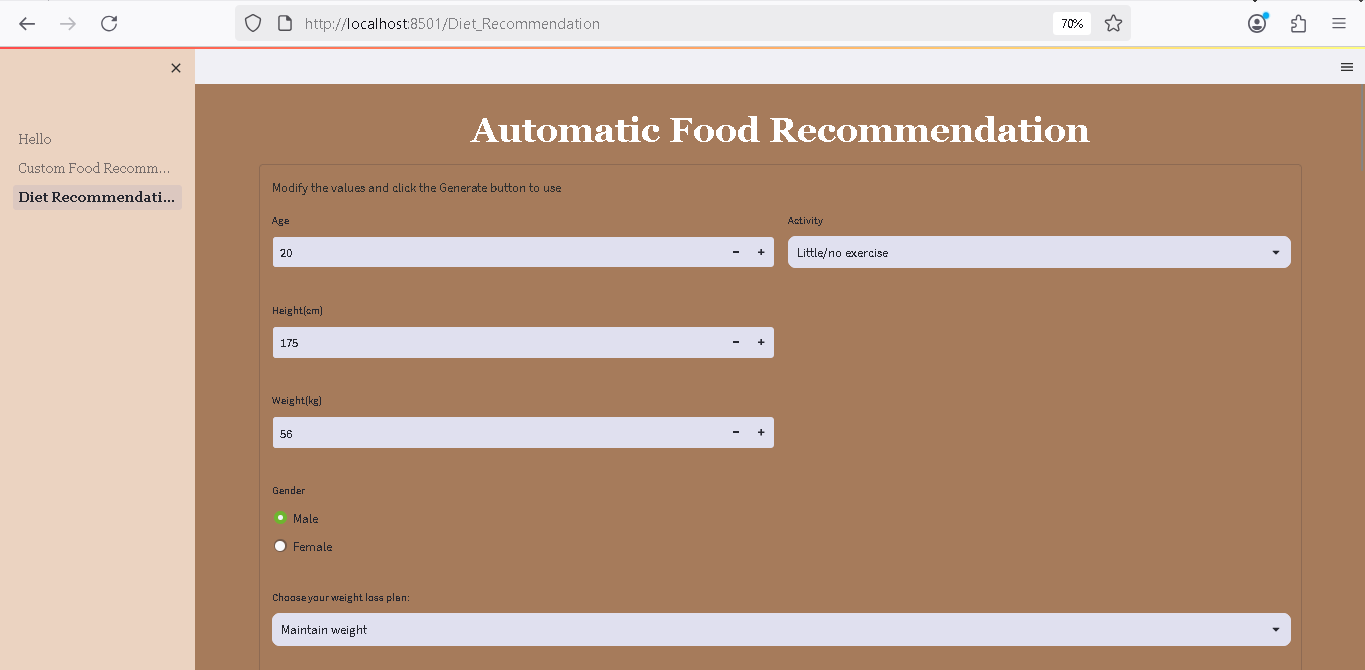 http://localhost:8501/Diet_Recommendation
70%
Hello
Custom Food Recomm...
Diet Recommendati...
Automatic Food Recommendation
Modify the values and click the Generate button to use
Age
Activity
20
Little/no exercise
Height(cm)
175
Weight(kg)
56
Gender
Male
Female
Choose your weight loss plan:
Maintain weight